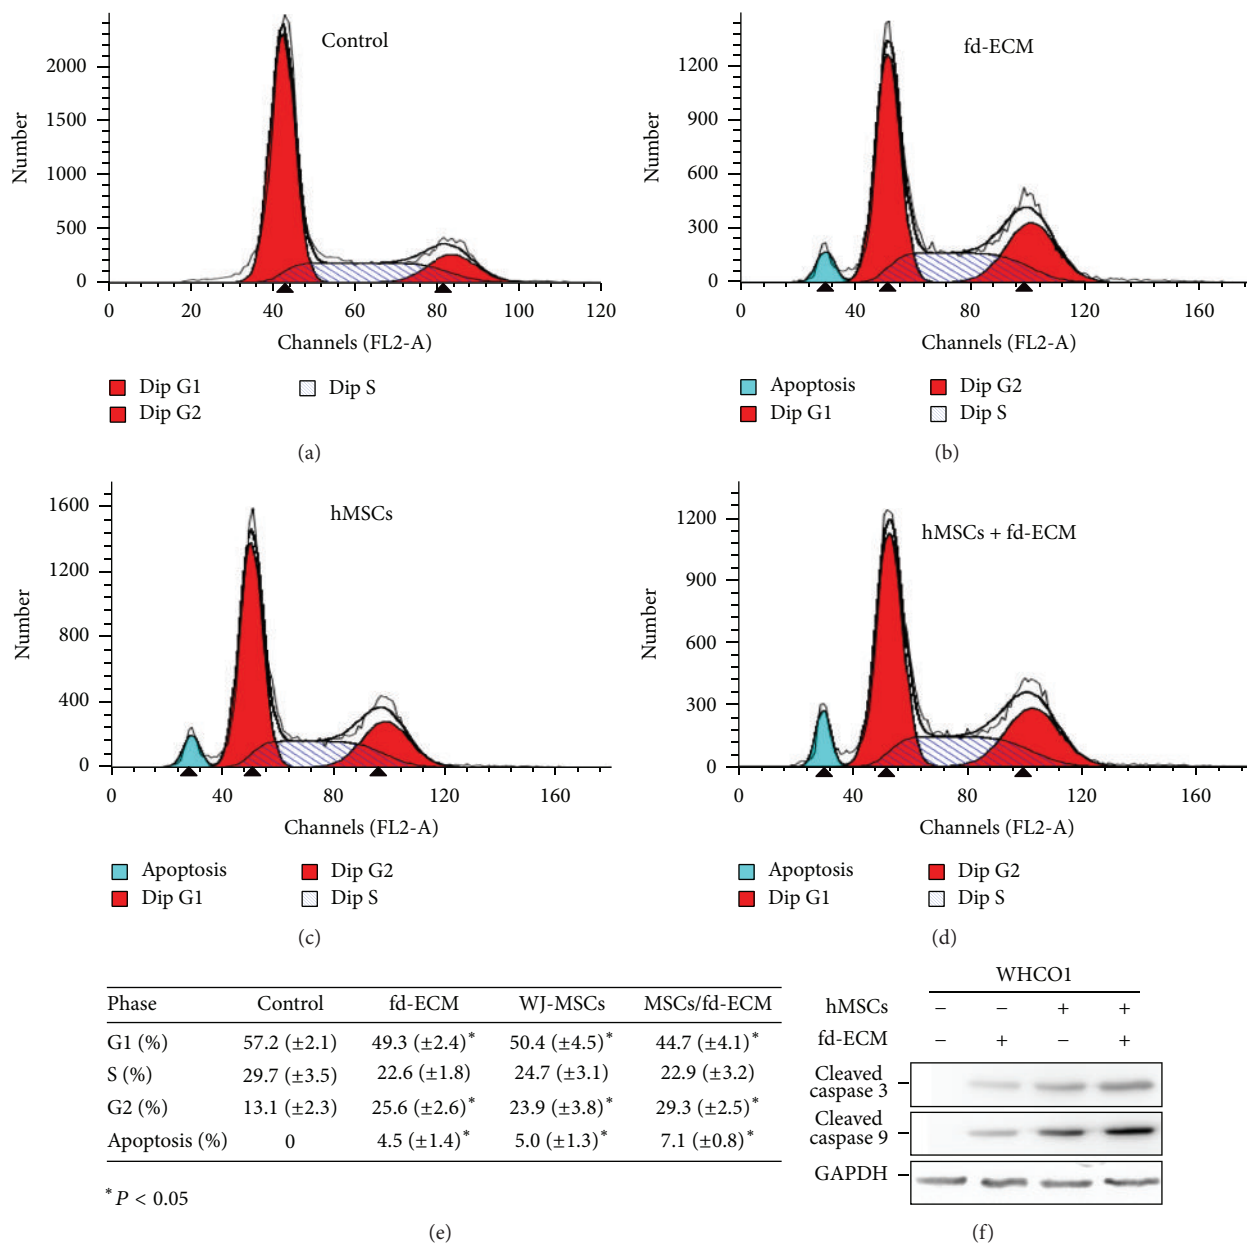 Control
Number
2000
1500
1000
500
0
0 20 40 60 80 100 120
Channels (FL2-A)
Dip G1
Dip G2
Dip S
(a)
fd-ECM
Number
1200
900
600
300
0
0 40 80 120 160
Channels (FL2-A)
Apoptosis
Dip G1
Dip G2
Dip S
(b)
hMSCs
Number
1600
1200
800
400
0
0 40 80 120 160
Channels (FL2-A)
Apoptosis
Dip G1
Dip G2
Dip S
(c)
hMSCs + fd-ECM
Number
1200
900
600
300
0
0 40 80 120 160
Channels (FL2-A)
Apoptosis
Dip G1
Dip G2
Dip S
(d)
Phase Control fd-ECM WJ-MSCs MSCs/fd-ECM
G1 (%) 57.2 (±2.1) 49.3 (±2.4)* 50.4 (±4.5)* 44.7 (±4.1)*
S (%) 29.7 (±3.5) 22.6 (±1.8) 24.7 (±3.1) 22.9 (±3.2)
G2 (%) 13.1 (±2.3) 25.6 (±2.6)* 23.9 (±3.8)* 29.3 (±2.5)*
Apoptosis (%) 0 4.5 (±1.4)* 5.0 (±1.3)* 7.1 (±0.8)*
*P < 0.05
(e)
WHCO1
hMSCs − − + +
fd-ECM − + − +
Cleaved
caspase 3
Cleaved
caspase 9
GAPDH
(f)